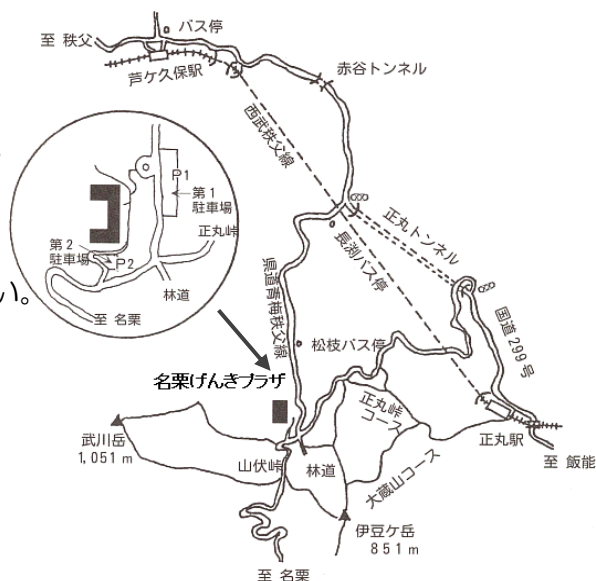 バス停
至 秩父
芦ケ久保駅
赤谷トンネル
西武秩父線
P1
第1
駐車場
正丸峠
第2
駐車場
P2
林道
至 名栗
い。
正丸トンネル
長渕バス停
国道299号
県道青梅秩父線
松枝バス停
名栗げんきプラザ
正丸峠
コース
正丸駅
至 飯能
武川岳
1,051m
山伏峠
林道
大蔵山コース
伊豆ケ岳
851m
至 名栗